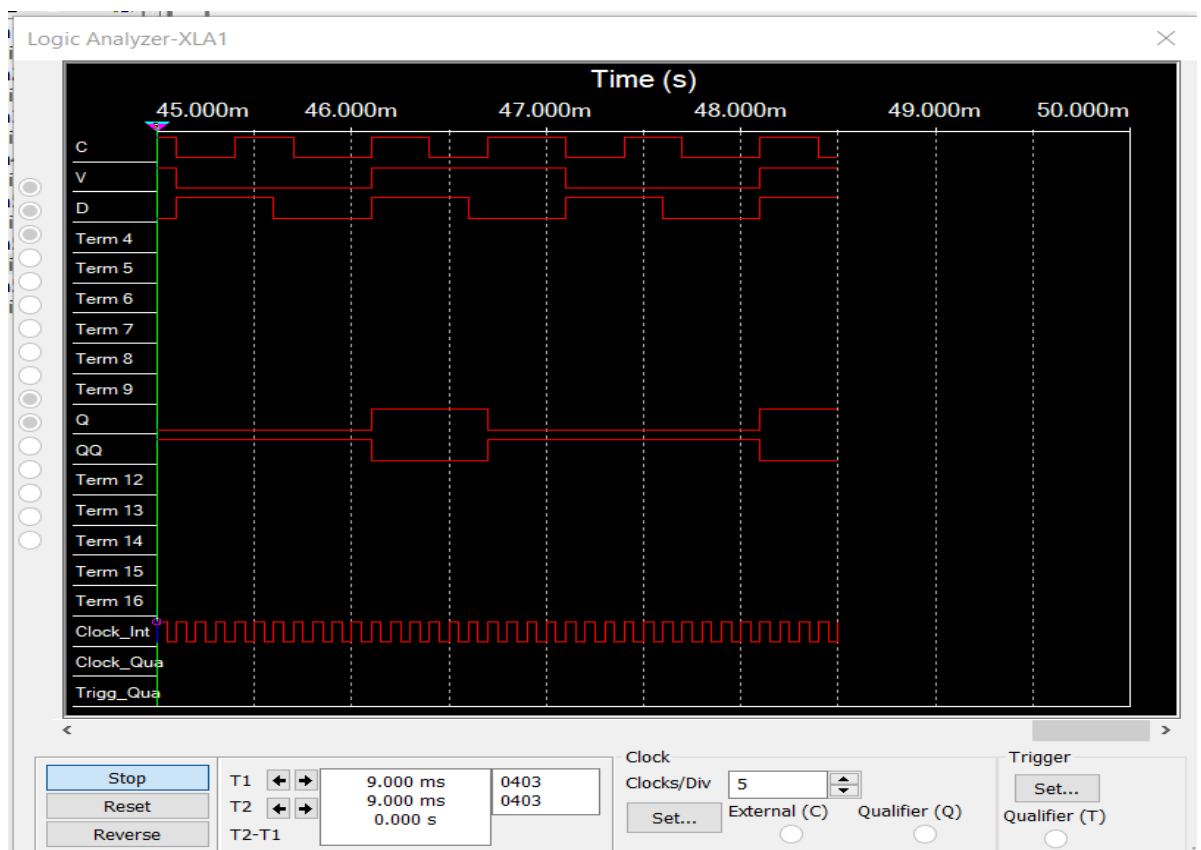 Logic Analyzer-XLA1
Time (s)
45.000m 46.000m 47.000m 48.000m 49.000m 50.000m
C
V
D
Term 4
Term 5
Term 6
Term 7
Term 8
Term 9
Q
QQ
Term 12
Term 13
Term 14
Term 15
Term 16
Clock_Int
Clock_Qua
Trigg_Qua
Stop
Reset
Reverse
T1 9.000 ms 0403
T2 9.000 ms 0403
T2-T1 0.000 s
Clock
Clocks/Div 5
Set... External (C) Qualifier (Q)
Trigger
Set...
Qualifier (T)